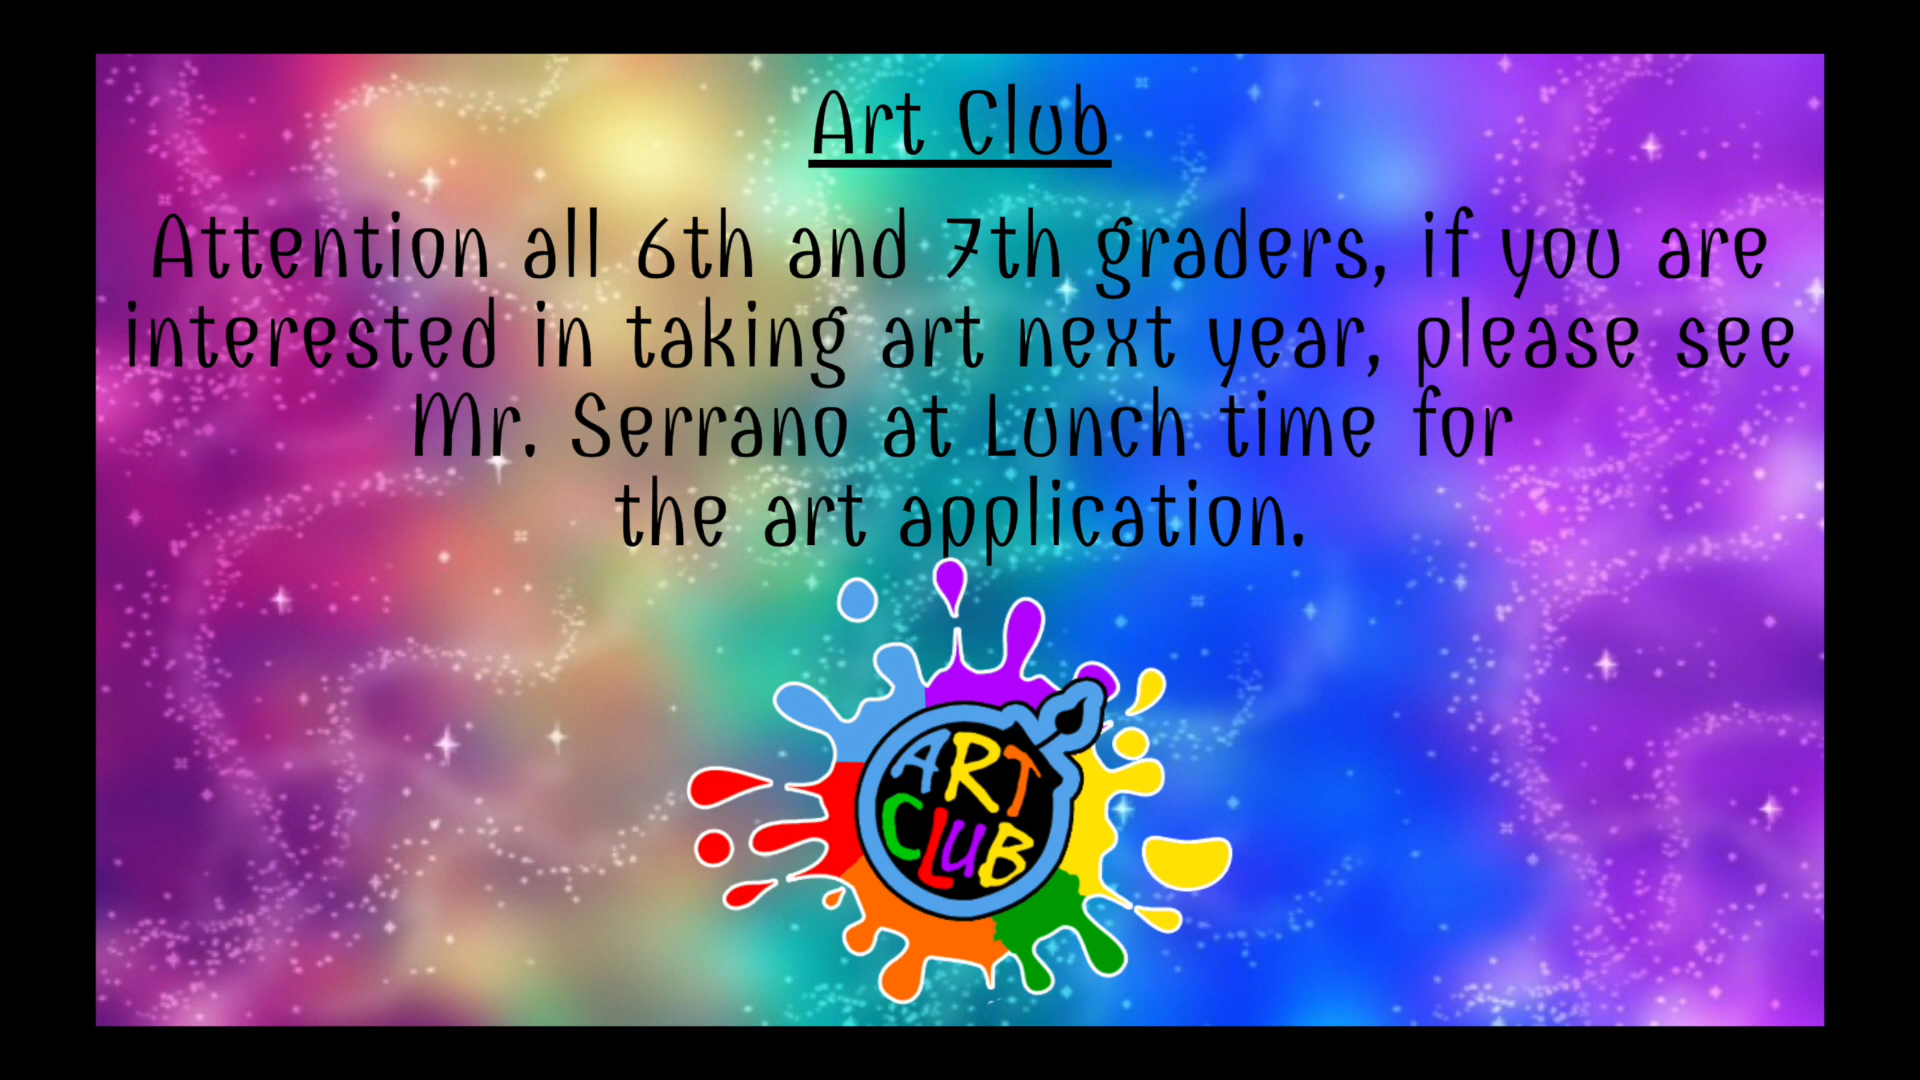 Art Club
Attention all 6th and 7th graders, if you are
interested in taking art next year, please see
Mr. Serrano at Lunch time for
the art application.
ART
CLUB